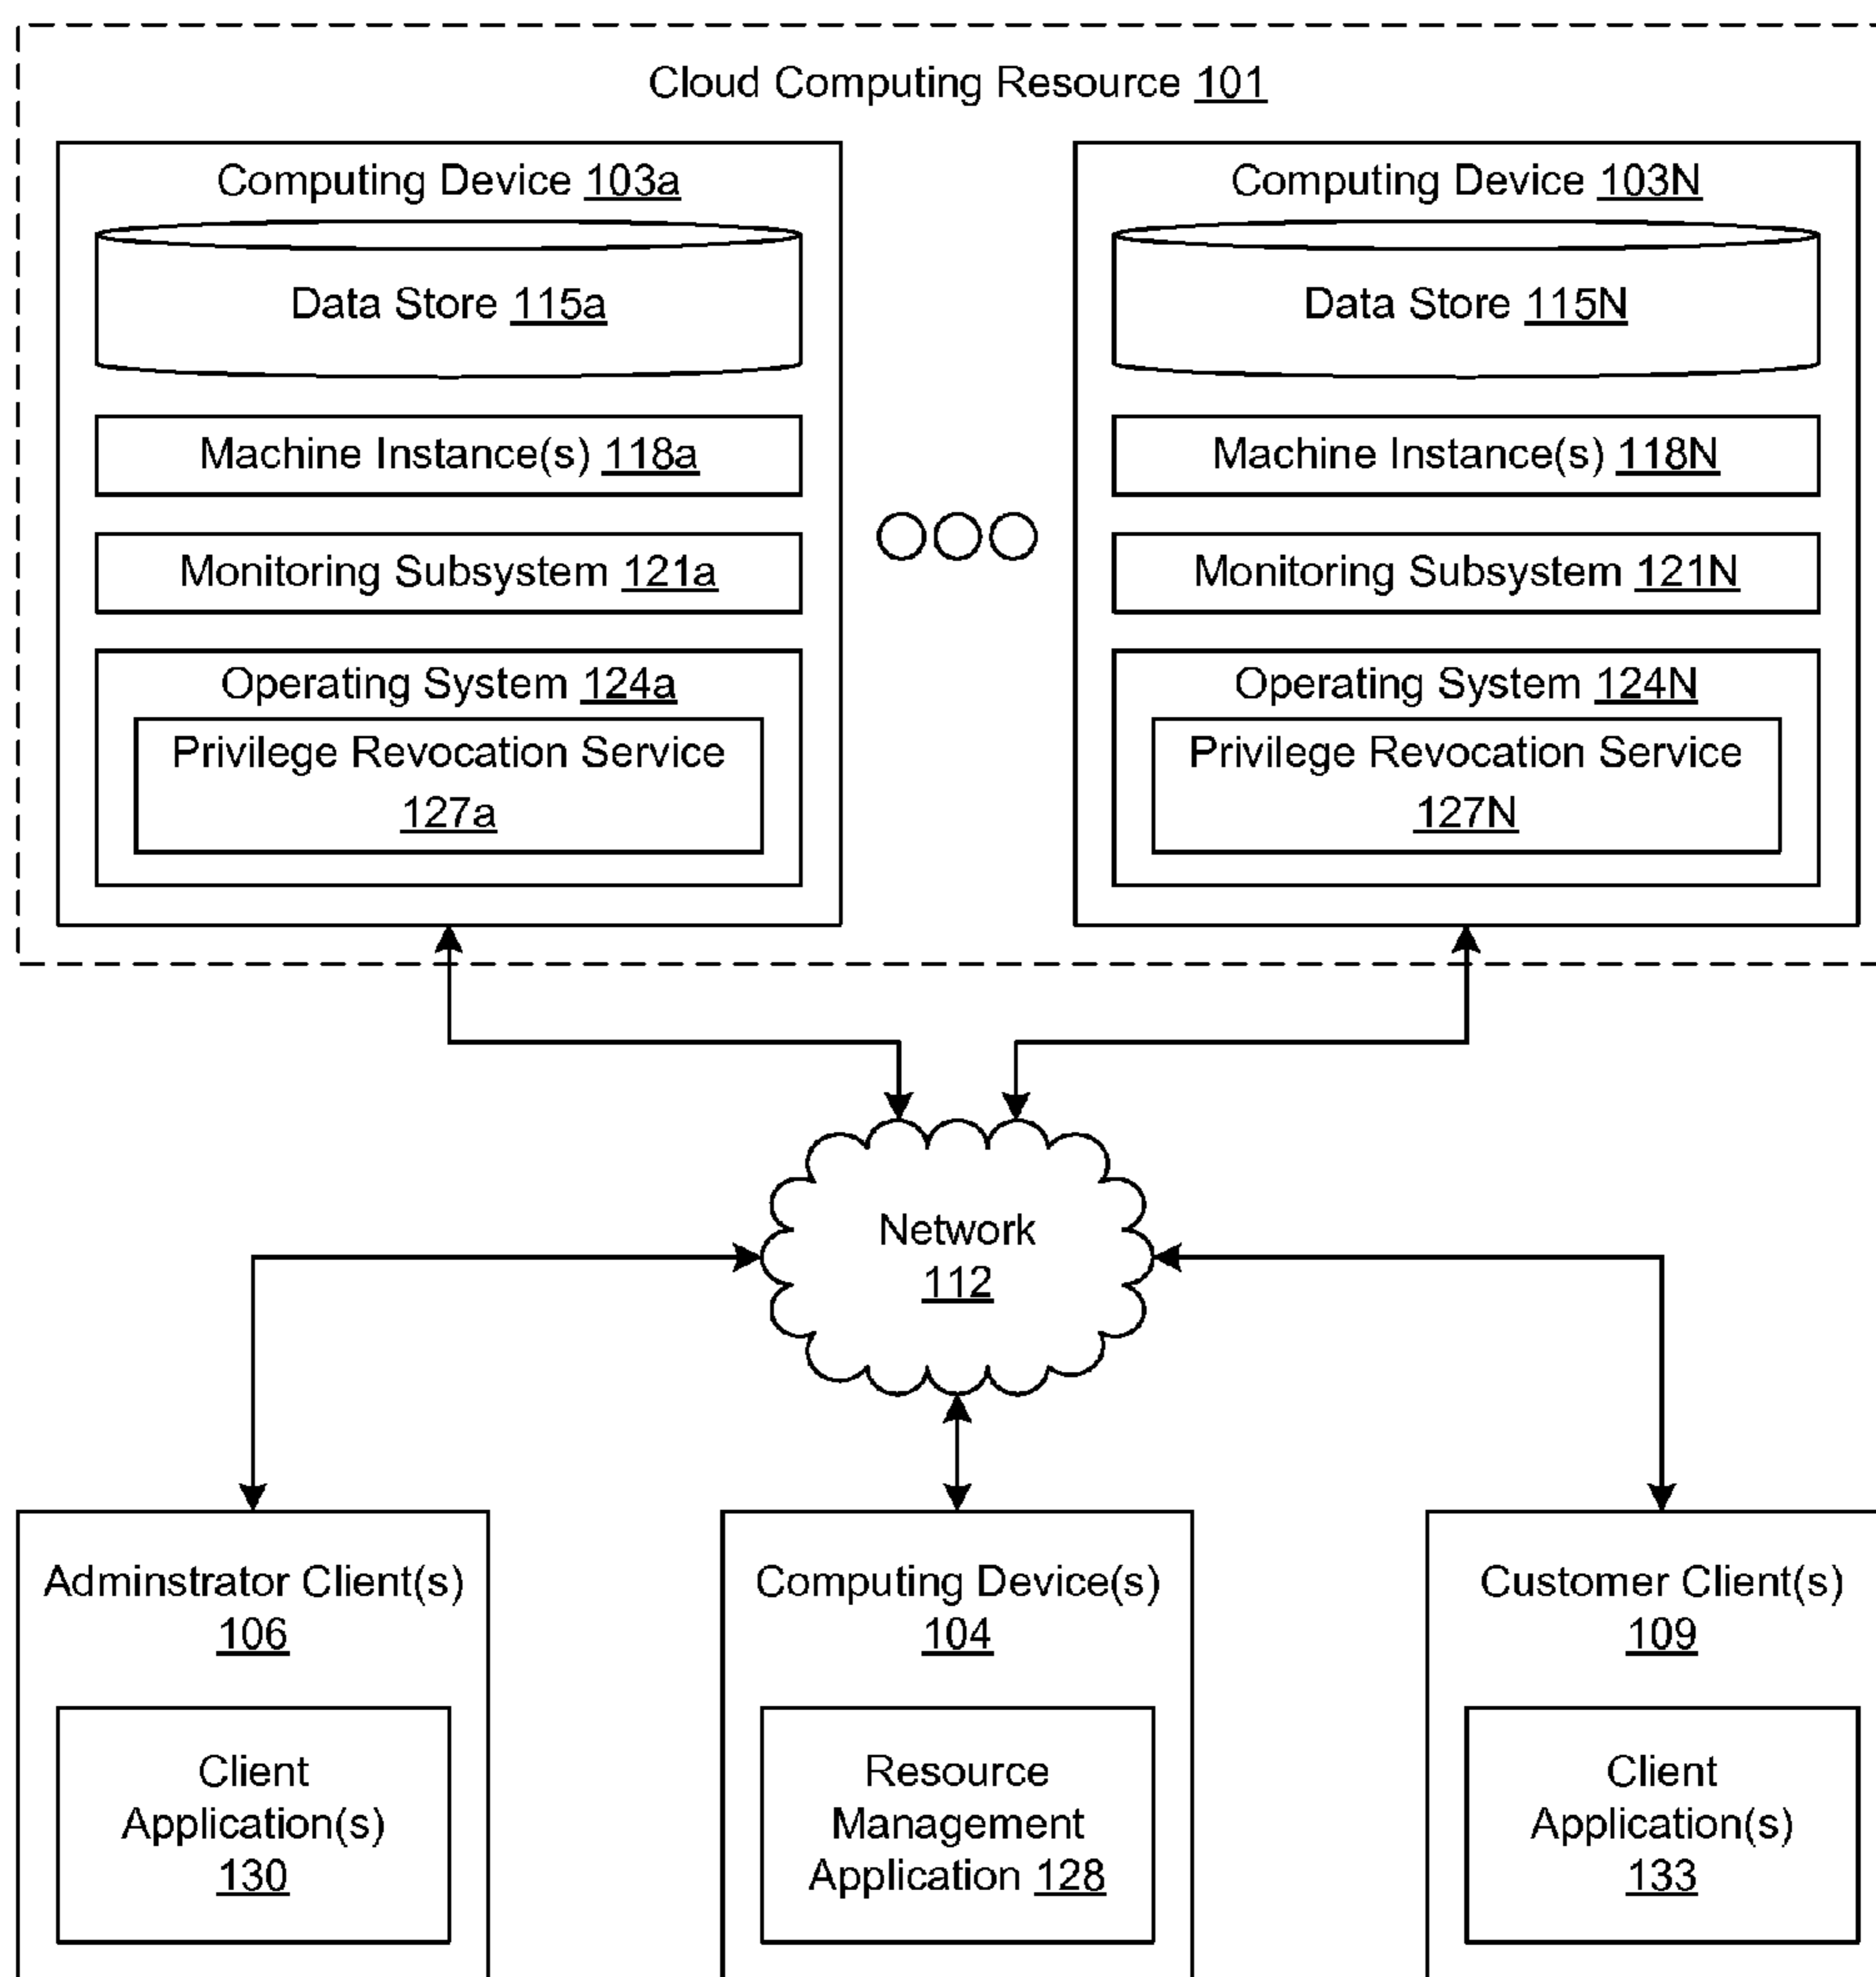 Cloud Computing Resource 101
Computing Device 103a
Data Store 115a
Machine Instance(s) 118a
Monitoring Subsystem 121a
Operating System 124a
Privilege Revocation Service
127a
Computing Device 103N
Data Store 115N
Machine Instance(s) 118N
Monitoring Subsystem 121N
Operating System 124N
Privilege Revocation Service
127N
Network
112
Adminstrator Client(s)
106
Client
Application(s)
130
Computing Device(s)
104
Resource
Management
Application 128
Customer Client(s)
109
Client
Application(s)
133